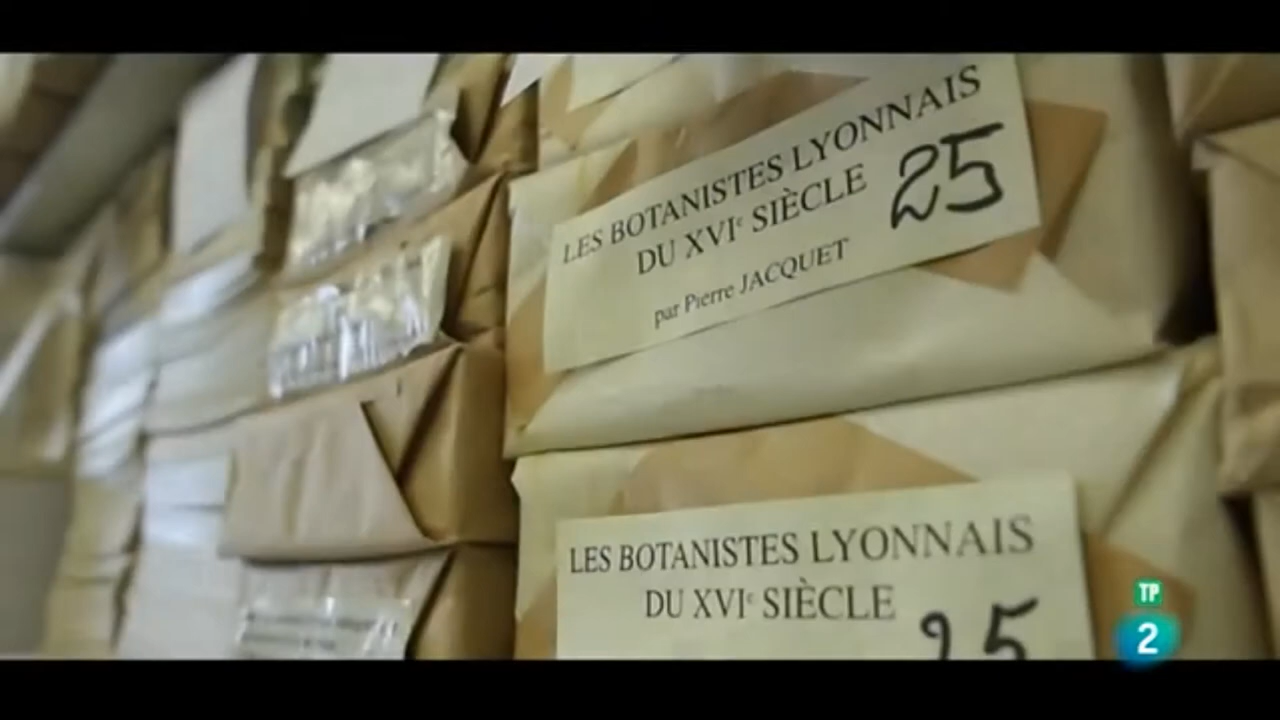 LES BOTANISTES LYONNAIS
DU XVIe SIÈCLE
25
par Pierre JACQUET
LES BOTANISTES LYONNAIS
DU XVIe SIÈCLE
25
TP
2